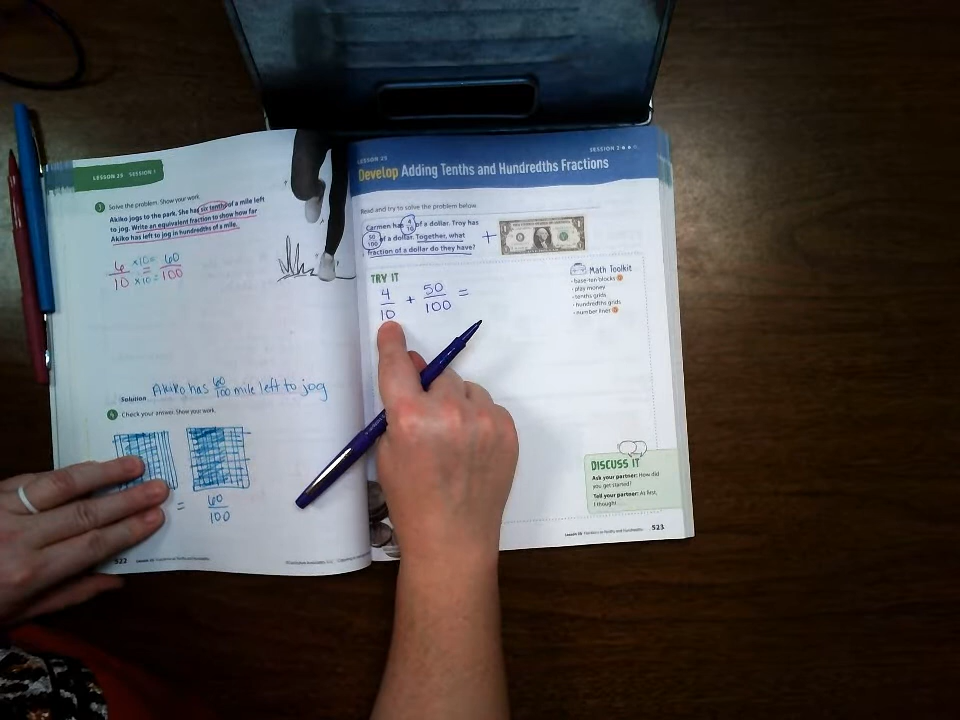 LESSON 25 SESSION 1
3 Solve the problem. Show your work.
Akiko jogs to the park. She has six tenths of a mile left
to jog. Write an equivalent fraction to show how far
Akiko has left to jog in hundredths of a mile.
6/10 ×10/×10 = 60/100
Solution Akiko has 60/100 mile left to jog
4 Check your answer. Show your work.
= 60/100
522
LESSON 25 SESSION 2
Develop Adding Tenths and Hundredths Fractions
Read and try to solve the problem below.
Carmen has 4/10 of a dollar. Troy has
50/100 of a dollar. Together, what
fraction of a dollar do they have?
+
TRY IT
4/10 + 50/100 =
Math Toolkit
• base-ten blocks
• play money
• tenths grids
• hundredths grids
• number lines
DISCUSS IT
Ask your partner: How did
you get started?
Tell your partner: At first,
I thought
Lesson 25 Fractions as Tenths and Hundredths 523